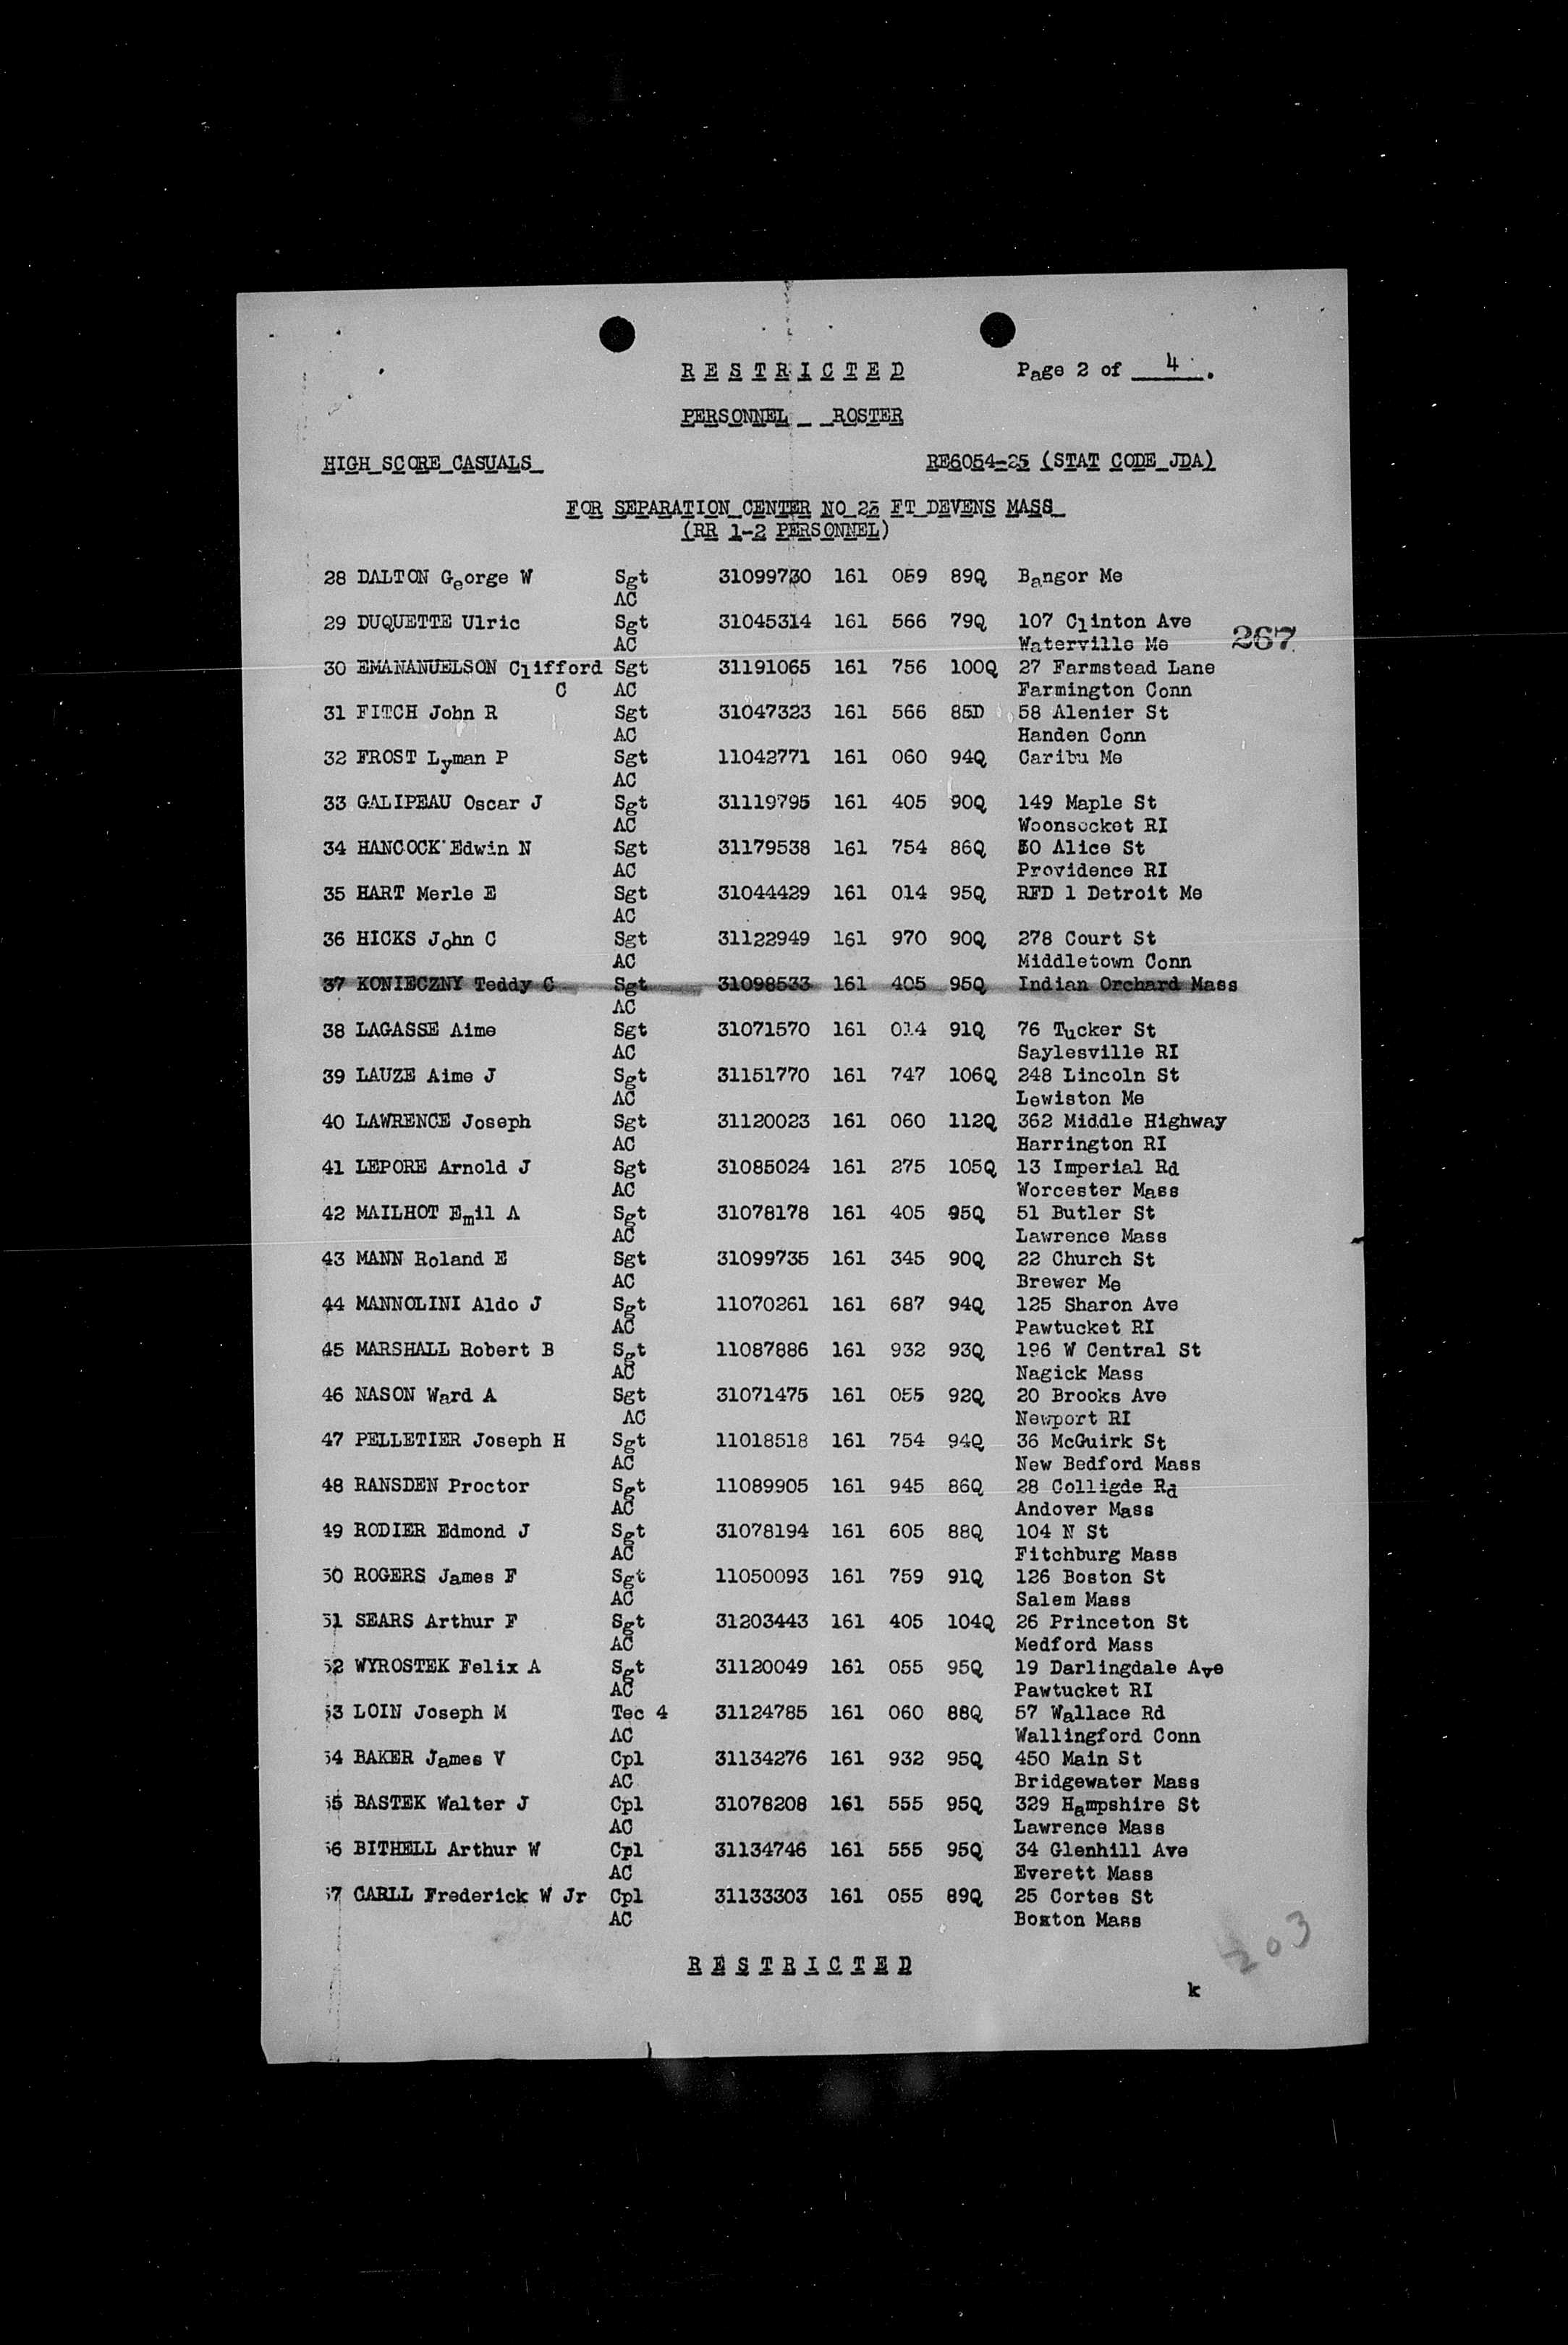 R E S T R I C T E D Page 2 of 4.
PERSONNEL ROSTER
HIGH SCORE CASUALS RE6054-25 (STAT CODE JDA)
FOR SEPARATION CENTER NO 23 FT DEVENS MASS
(RR 1-2 PERSONNEL)
28 DALTON George W Sgt 31099730 161 059 89Q Bangor Me
AC
29 DUQUETTE Ulric Sgt 31045314 161 566 79Q 107 Clinton Ave
AC Waterville Me 267
30 EMANANUELSON Clifford Sgt 31191065 161 756 100Q 27 Farmstead Lane
C AC Farmington Conn
31 FITCH John R Sgt 31047323 161 566 85D 58 Alenier St
AC Handen Conn
32 FROST Lyman P Sgt 11042771 161 060 94Q Caribu Me
AC
33 GALIPEAU Oscar J Sgt 31119795 161 405 90Q 149 Maple St
AC Woonsocket RI
34 HANCOCK Edwin N Sgt 31179538 161 754 86Q 30 Alice St
AC Providence RI
35 HART Merle E Sgt 31044429 161 014 95Q RFD 1 Detroit Me
AC
36 HICKS John C Sgt 31122949 161 970 90Q 278 Court St
AC Middletown Conn
37 KONIECZNY Teddy C Sgt 31098533 161 405 95Q Indian Orchard Mass
AC
38 LAGASSE Aime Sgt 31071570 161 014 91Q 76 Tucker St
AC Saylesville RI
39 LAUZE Aime J Sgt 31151770 161 747 106Q 248 Lincoln St
AC Lewiston Me
40 LAWRENCE Joseph Sgt 31120023 161 060 112Q 362 Middle Highway
AC Harrington RI
41 LEPORE Arnold J Sgt 31085024 161 275 105Q 13 Imperial Rd
AC Worcester Mass
42 MAILHOT Emil A Sgt 31078178 161 405 95Q 51 Butler St
AC Lawrence Mass
43 MANN Roland E Sgt 31099735 161 345 90Q 22 Church St
AC Brewer Me
44 MANNOLINI Aldo J Sgt 11070261 161 687 94Q 125 Sharon Ave
AC Pawtucket RI
45 MARSHALL Robert B Sgt 11087886 161 932 93Q 196 W Central St
AC Nagick Mass
46 NASON Ward A Sgt 31071475 161 055 92Q 20 Brooks Ave
AC Newport RI
47 PELLETIER Joseph H Sgt 11018518 161 754 94Q 36 McGuirk St
AC New Bedford Mass
48 RANSDEN Proctor Sgt 11089905 161 945 86Q 28 Colligde Rd
AC Andover Mass
49 RODIER Edmond J Sgt 31078194 161 605 88Q 104 N St
AC Fitchburg Mass
50 ROGERS James F Sgt 11050093 161 759 91Q 126 Boston St
AC Salem Mass
51 SEARS Arthur F Sgt 31203443 161 405 104Q 26 Princeton St
AC Medford Mass
52 WYROSTEK Felix A Sgt 31120049 161 055 95Q 19 Darlingdale Ave
AC Pawtucket RI
53 LOIN Joseph M Tec 4 31124785 161 060 88Q 57 Wallace Rd
AC Wallingford Conn
54 BAKER James V Cpl 31134276 161 932 95Q 450 Main St
AC Bridgewater Mass
55 BASTEK Walter J Cpl 31078208 161 555 95Q 329 Hampshire St
AC Lawrence Mass
56 BITHELL Arthur W Cpl 31134746 161 555 95Q 34 Glenhill Ave
AC Everett Mass
57 CARLL Frederick W Jr Cpl 31133303 161 055 89Q 25 Cortes St
AC Boston Mass
R E S T R I C T E D
203
k